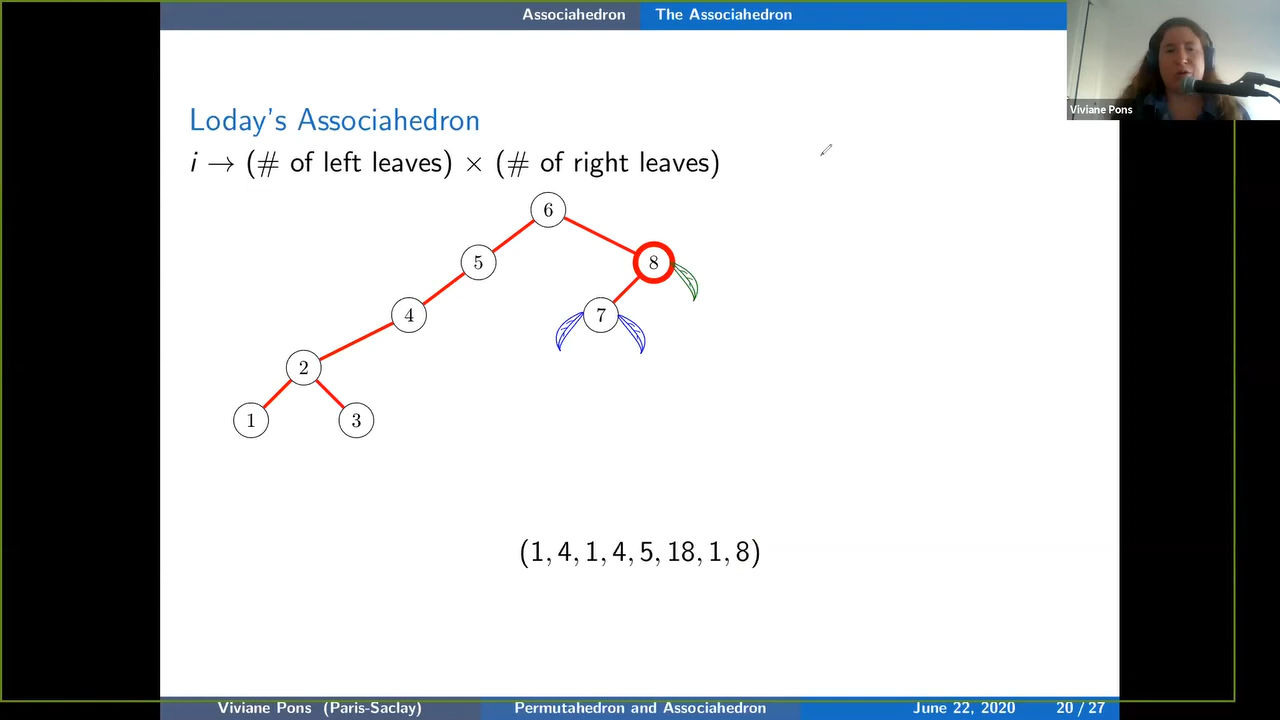 Associahedron The Associahedron
Viviane Pons
Loday's Associahedron
i → (# of left leaves) × (# of right leaves)
6
5 8
4 7
2
1 3
(1, 4, 1, 4, 5, 18, 1, 8)
Viviane Pons (Paris-Saclay) Permutahedron and Associahedron June 22, 2020 20 / 27